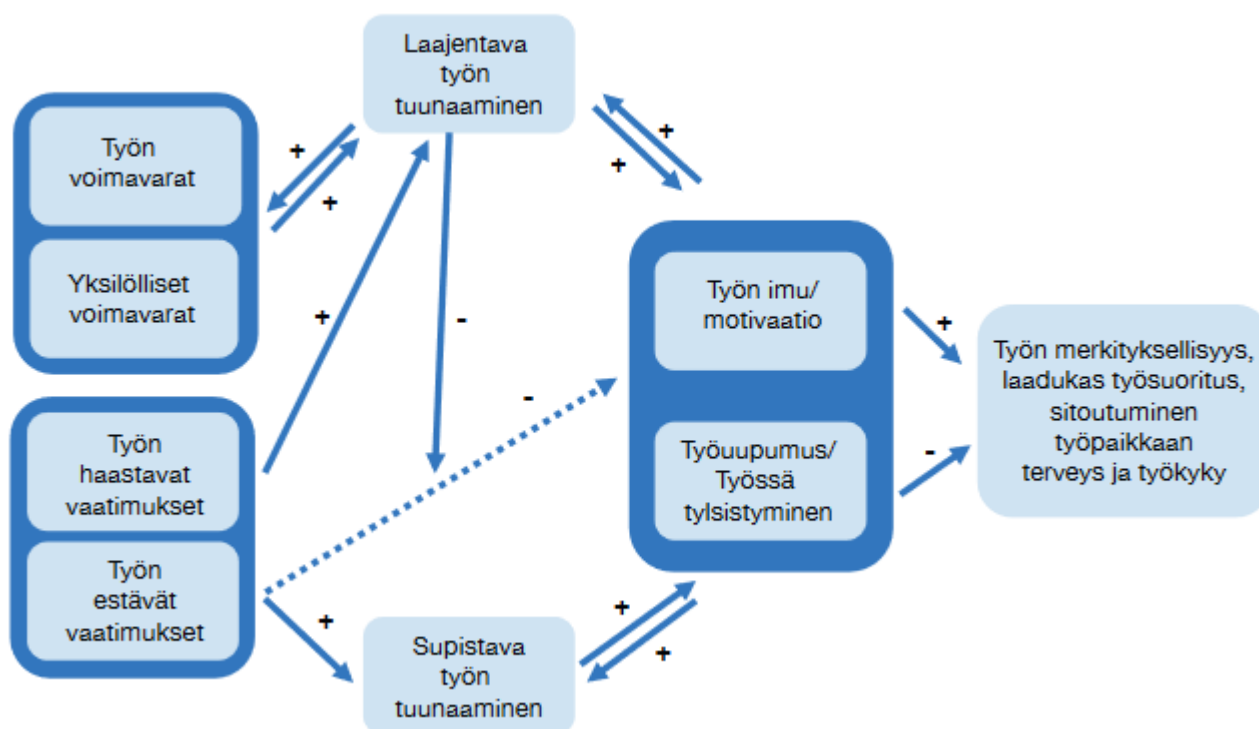 Laajentava
työn
tuunaaminen
Työn
voimavarat
Yksilölliset
voimavarat
+
+
+
+
+
-
-
Työn imu/
motivaatio
Työuupumus/
Työssä
tylsistyminen
+
-
Työn merkityksellisyys,
laadukas työsuoritus,
sitoutuminen
työpaikkaan
terveys ja työkyky
Työn
haastavat
vaatimukset
Työn
estävät
vaatimukset
+
+
+
Supistava
työn
tuunaaminen